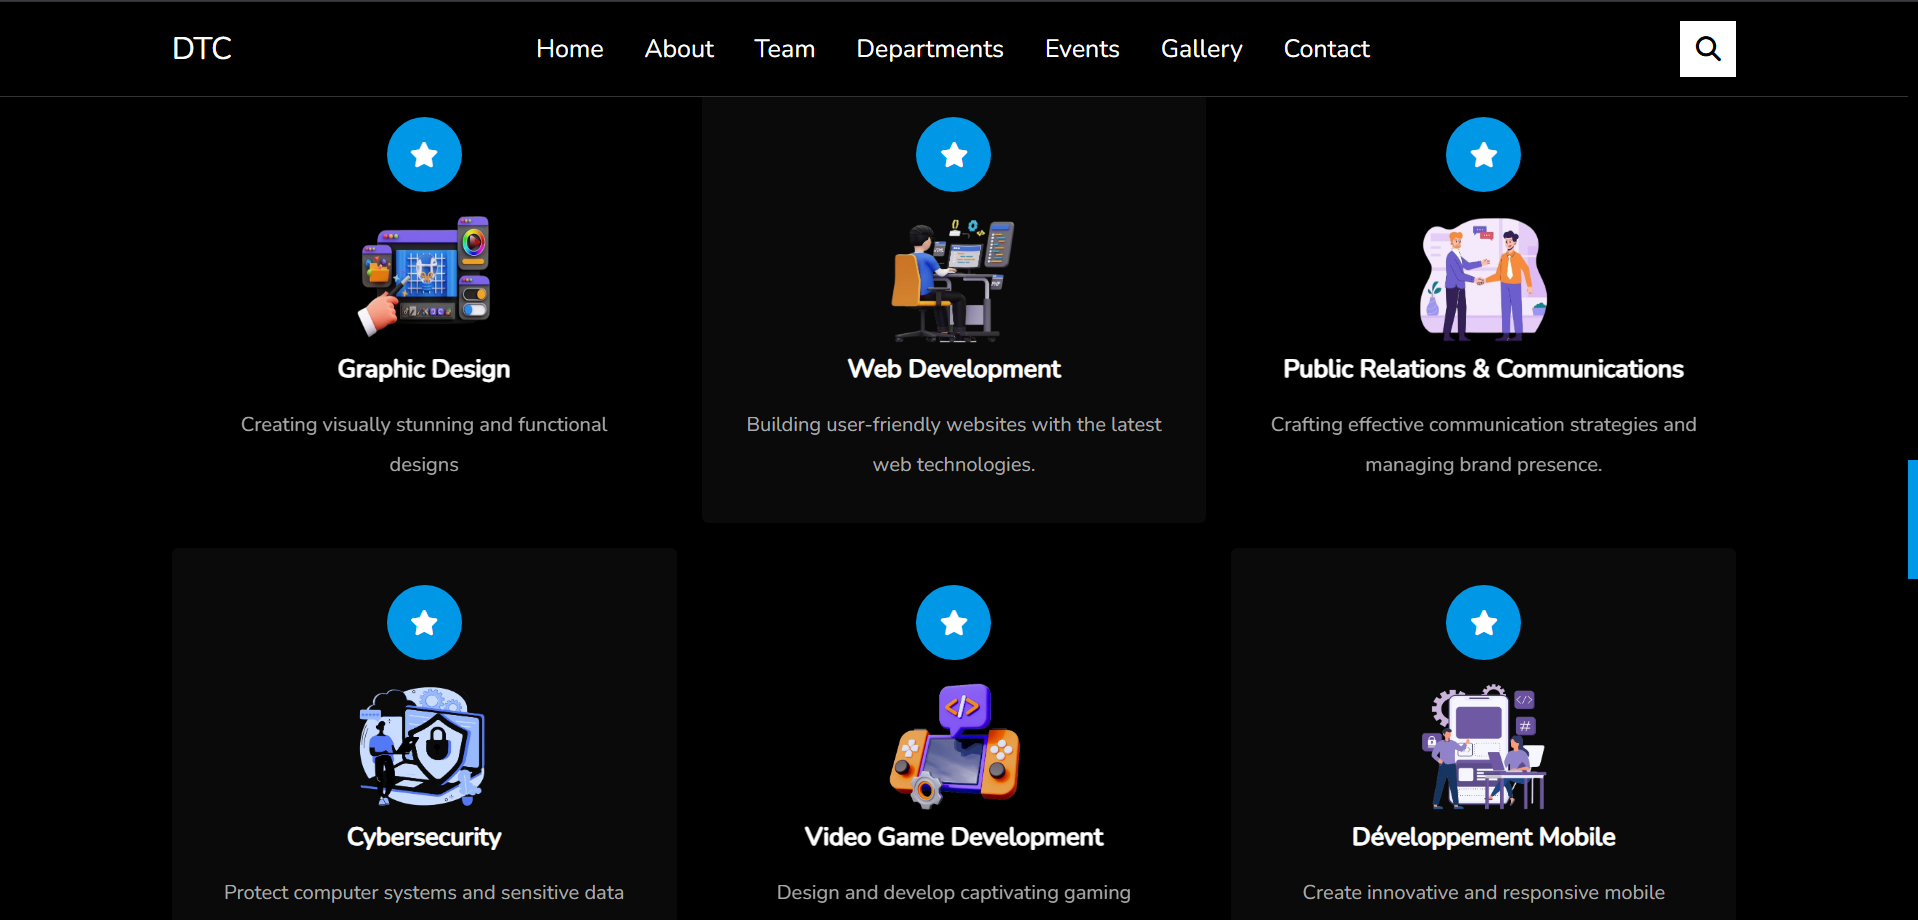 DTC
Home About Team Departments Events Gallery Contact
Graphic Design
Creating visually stunning and functional
designs
Web Development
Building user-friendly websites with the latest
web technologies.
Public Relations & Communications
Crafting effective communication strategies and
managing brand presence.
Cybersecurity
Protect computer systems and sensitive data
Video Game Development
Design and develop captivating gaming
Développement Mobile
Create innovative and responsive mobile